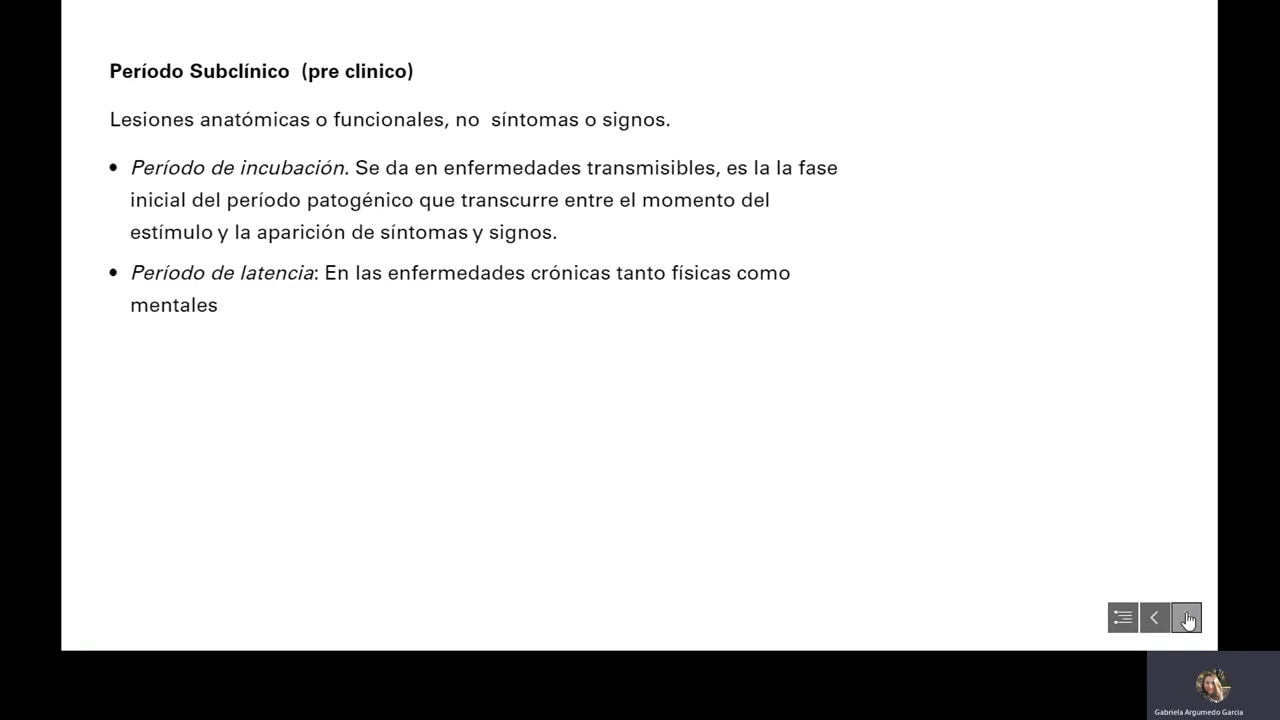 Período Subclínico  (pre clinico)
Lesiones anatómicas o funcionales, no  síntomas o signos.
• Período de incubación. Se da en enfermedades transmisibles, es la la fase
inicial del período patogénico que transcurre entre el momento del
estímulo y la aparición de síntomas y signos.
• Período de latencia: En las enfermedades crónicas tanto físicas como
mentales
Gabriela Argumedo Garcia